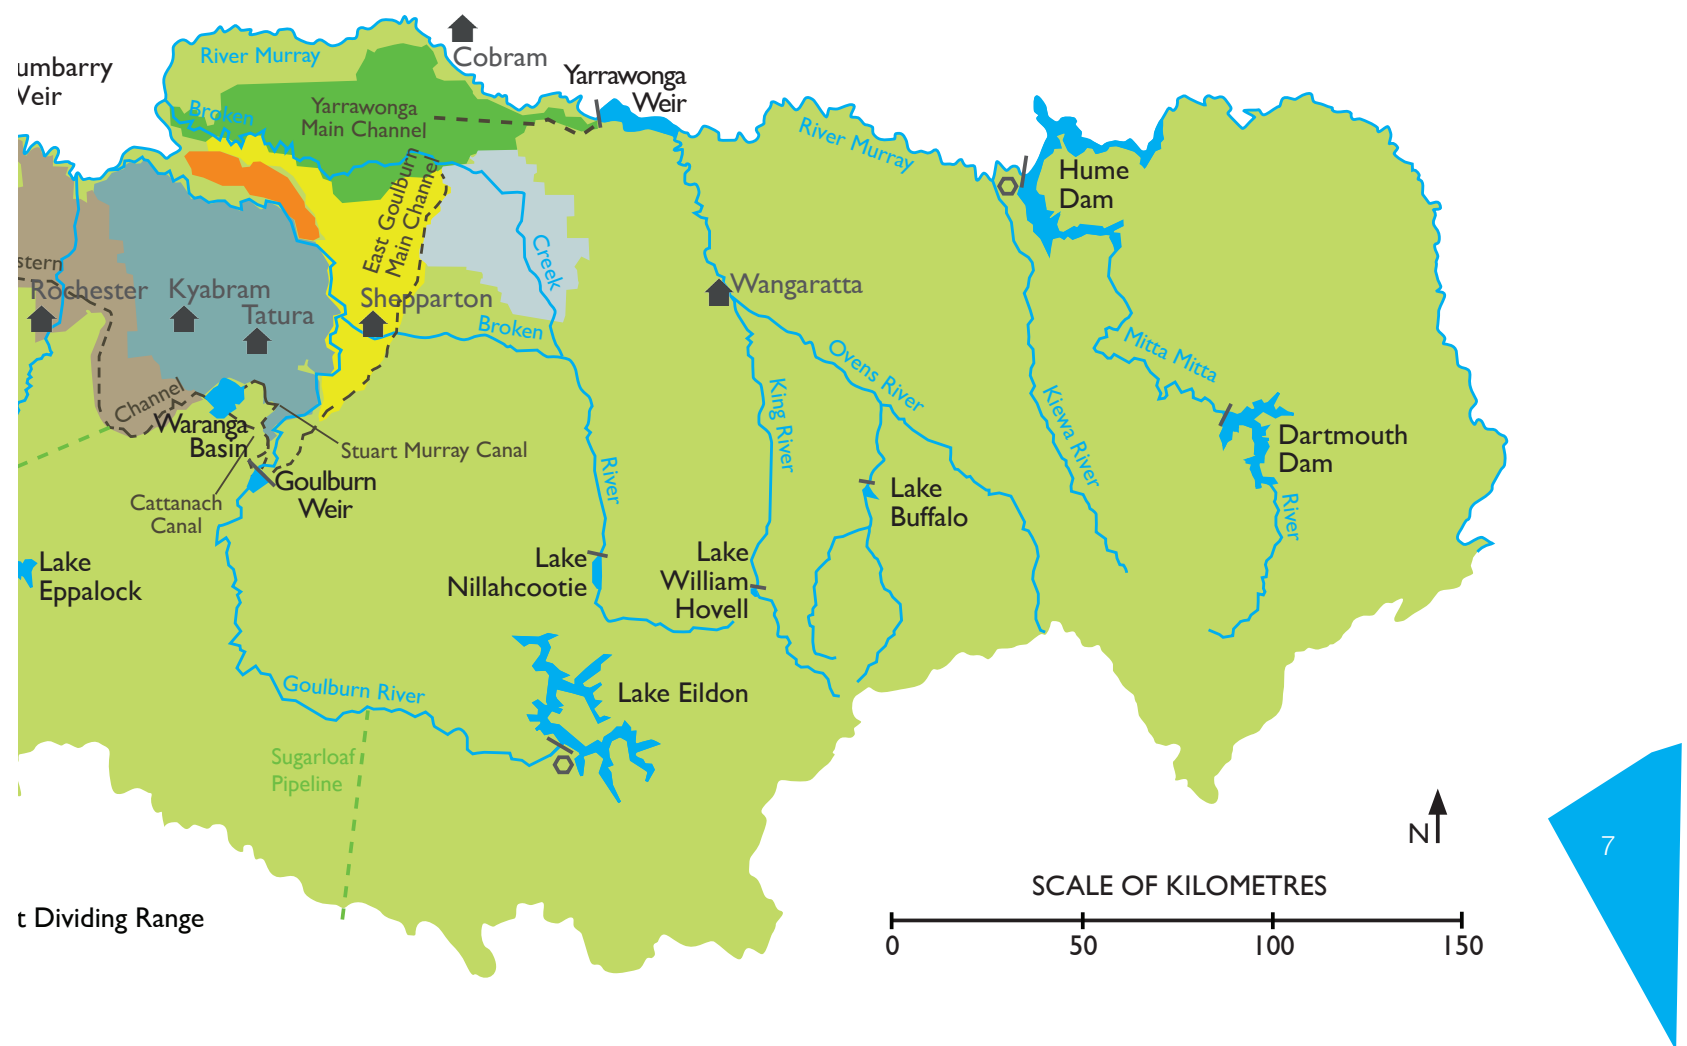 River Murray
Cobram
umbarry
Weir
Yarrawonga
Weir
Broken
Yarrawonga
Main Channel
River Murray
Hume
Dam
East Goulburn
Main Channel
Creek
stern
Rochester
Kyabram
Tatura
Shepparton
Wangaratta
Broken
Ovens River
Mitta Mitta
King River
Kiewa River
Channel
Waranga
Basin
Stuart Murray Canal
Dartmouth
Dam
River
Goulburn
Weir
Cattanach
Canal
Lake
Buffalo
River
Lake
Eppalock
Lake
Nillahcootie
Lake
William
Hovell
Goulburn River
Lake Eildon
Sugarloaf
Pipeline
N
7
SCALE OF KILOMETRES
t Dividing Range
0 50 100 150